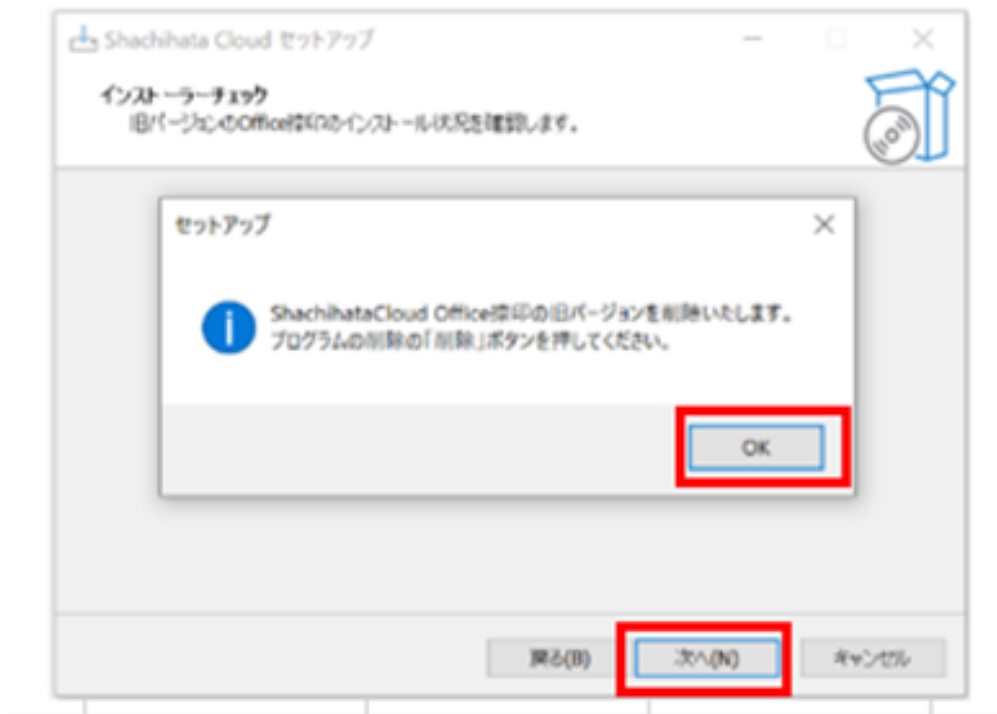 Shachihata Cloud セットアップ
インストーラーチェック
旧バージョンのOffice捺印のインストール状況を確認します。
セットアップ
ShachihataCloud Office捺印の旧バージョンを削除いたします。
プログラムの削除の「削除」ボタンを押してください。
OK
戻る(B)
次へ(N)
キャンセル